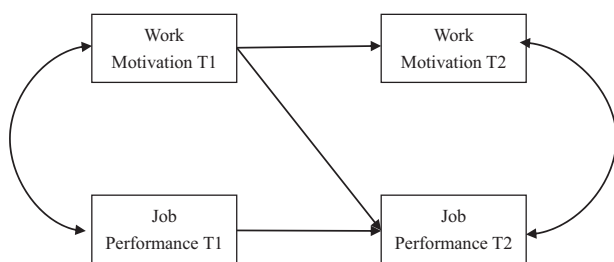 Work
Motivation T1
Work
Motivation T2
Job
Performance T1
Job
Performance T2